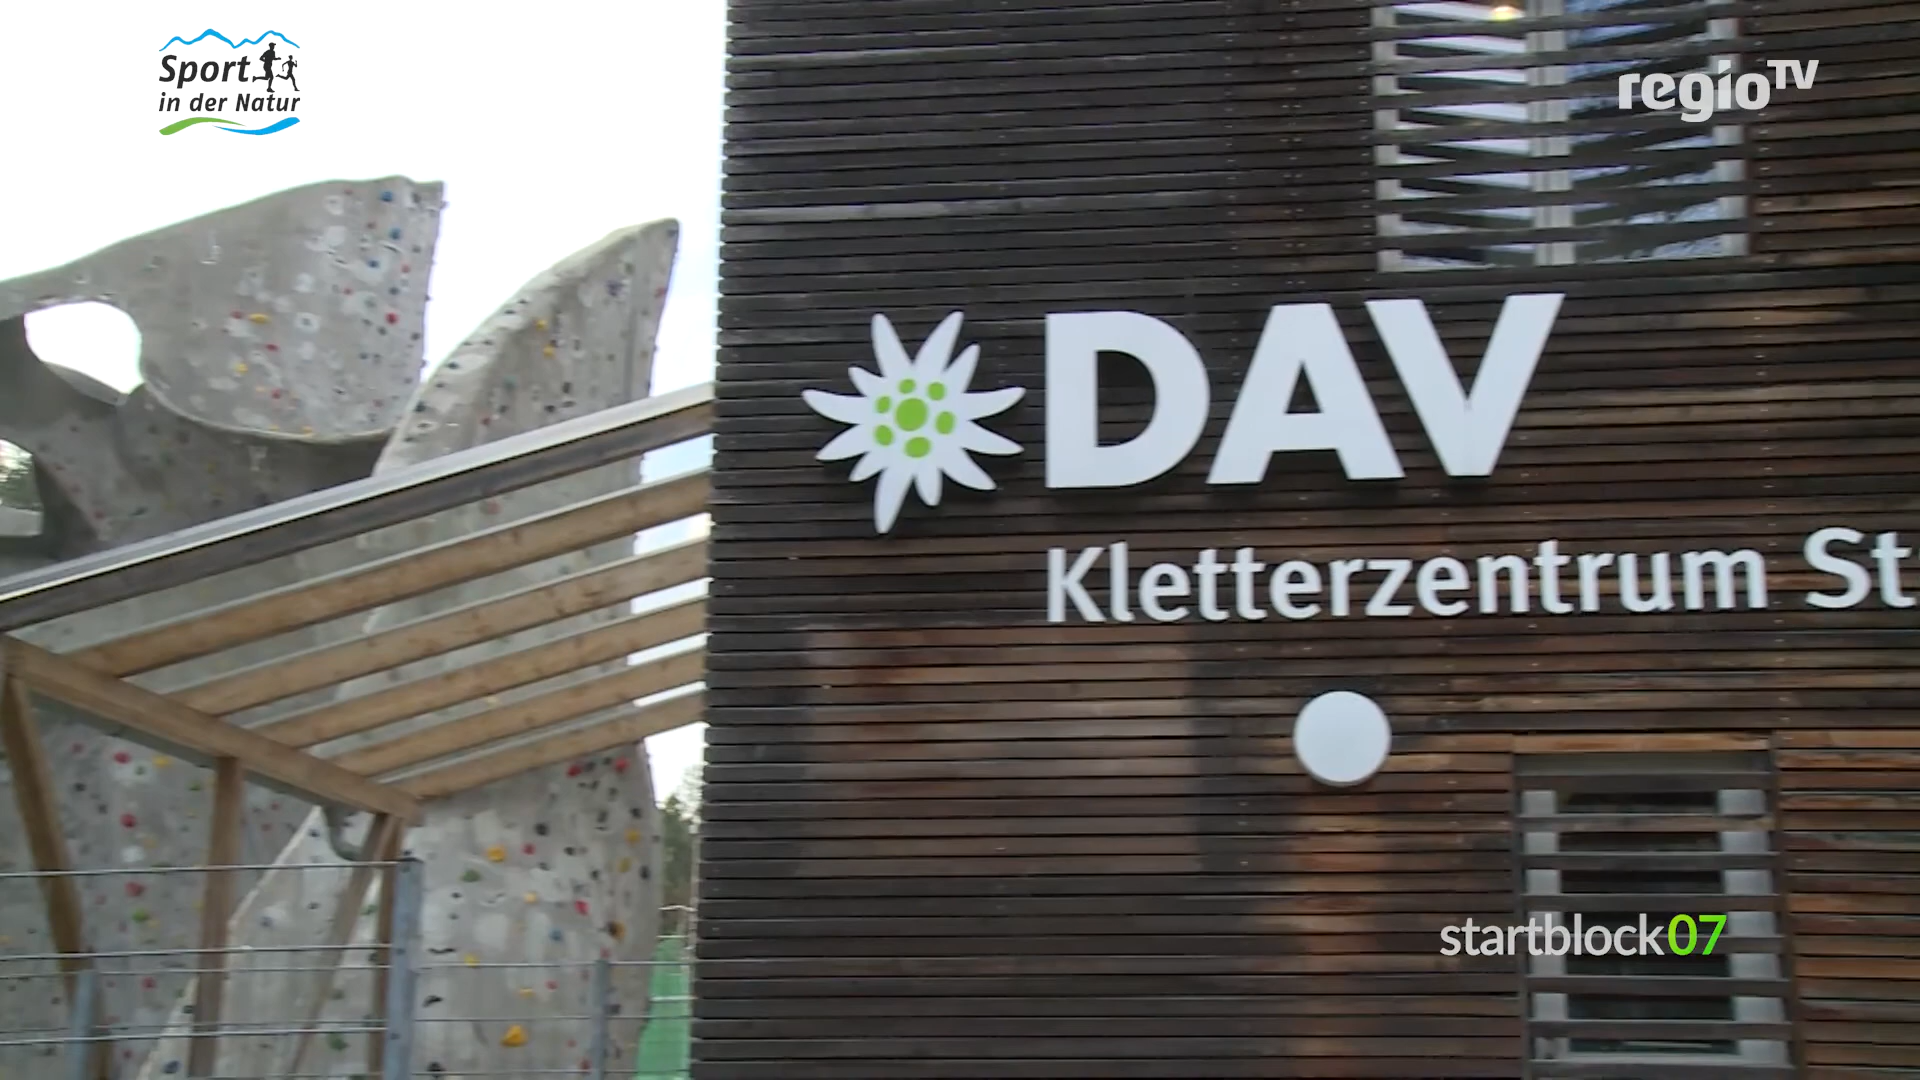 Sport
in der Natur
regioTV
DAV
Kletterzentrum St
startblock07